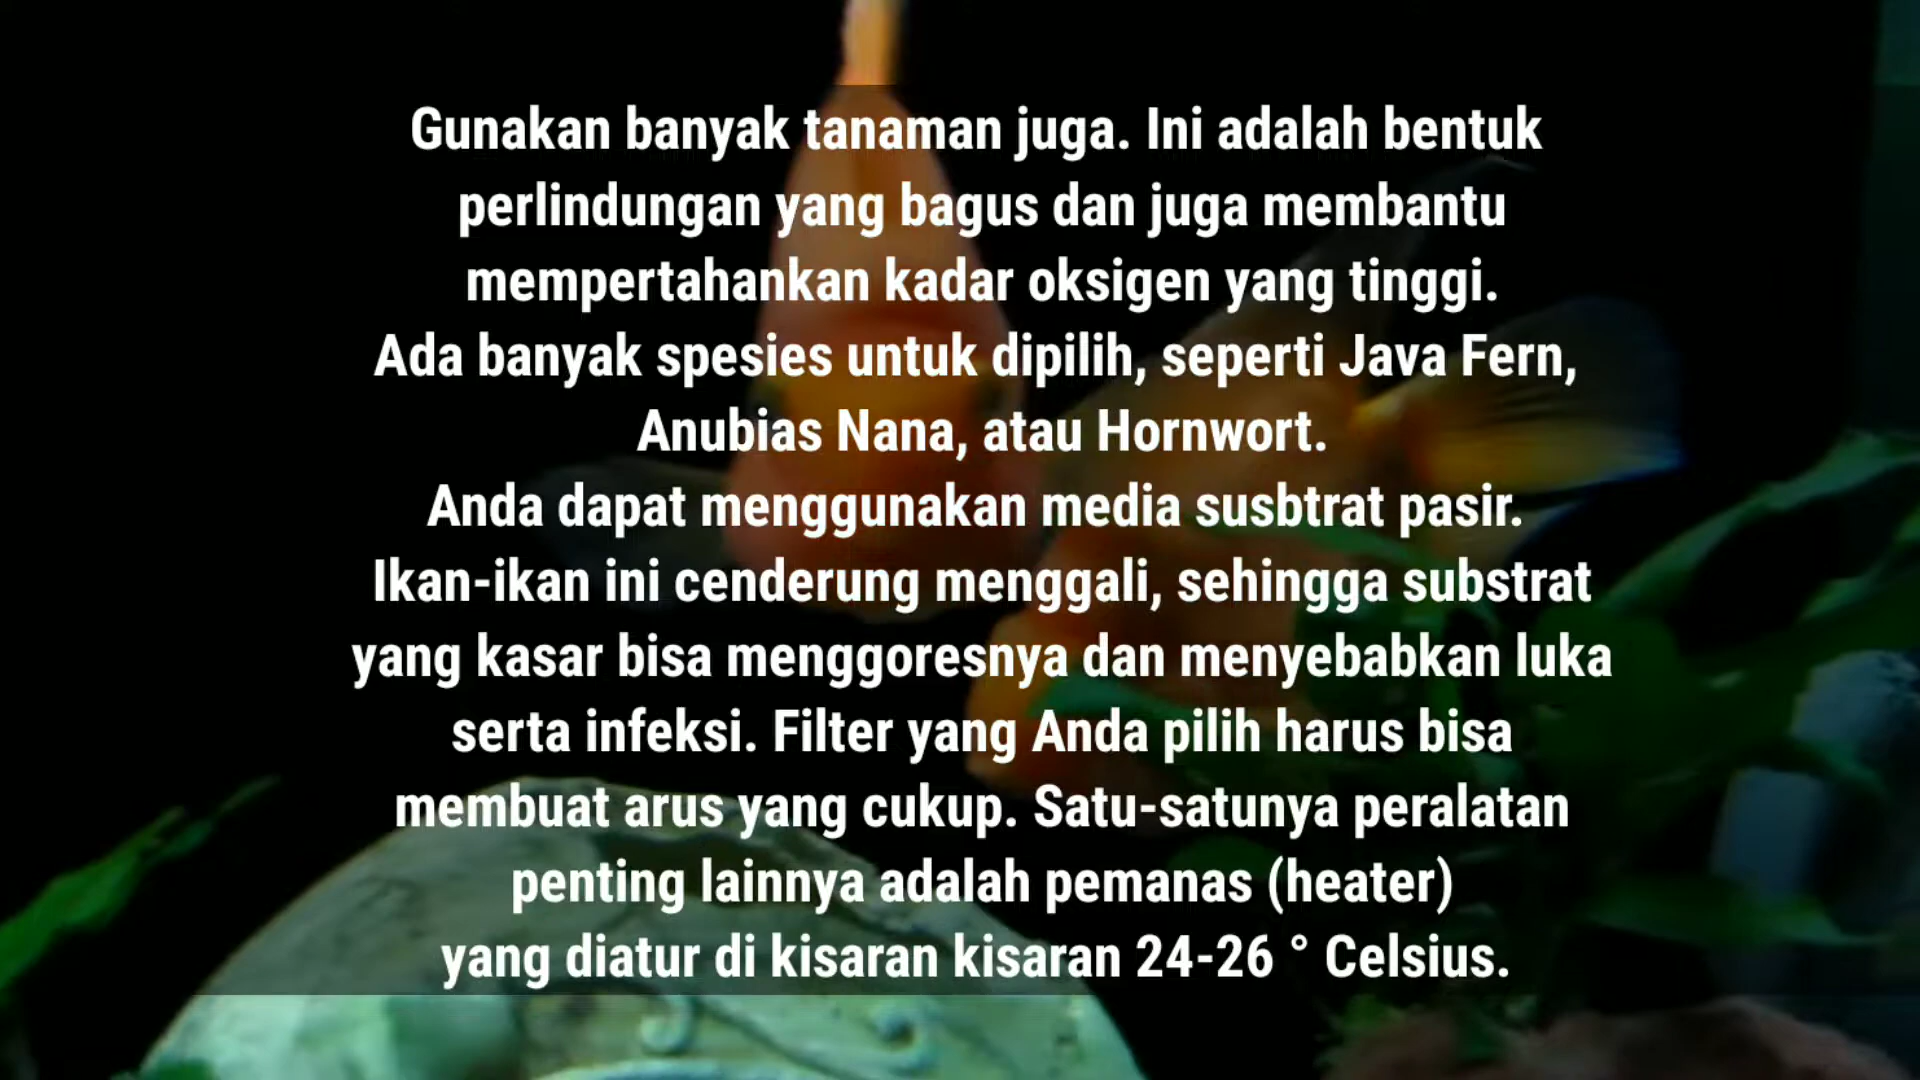 Gunakan banyak tanaman juga. Ini adalah bentuk
perlindungan yang bagus dan juga membantu
mempertahankan kadar oksigen yang tinggi.
Ada banyak spesies untuk dipilih, seperti Java Fern,
Anubias Nana, atau Hornwort.
Anda dapat menggunakan media susbtrat pasir.
Ikan-ikan ini cenderung menggali, sehingga substrat
yang kasar bisa menggoresnya dan menyebabkan luka
serta infeksi. Filter yang Anda pilih harus bisa
membuat arus yang cukup. Satu-satunya peralatan
penting lainnya adalah pemanas (heater)
yang diatur di kisaran kisaran 24-26 ° Celsius.